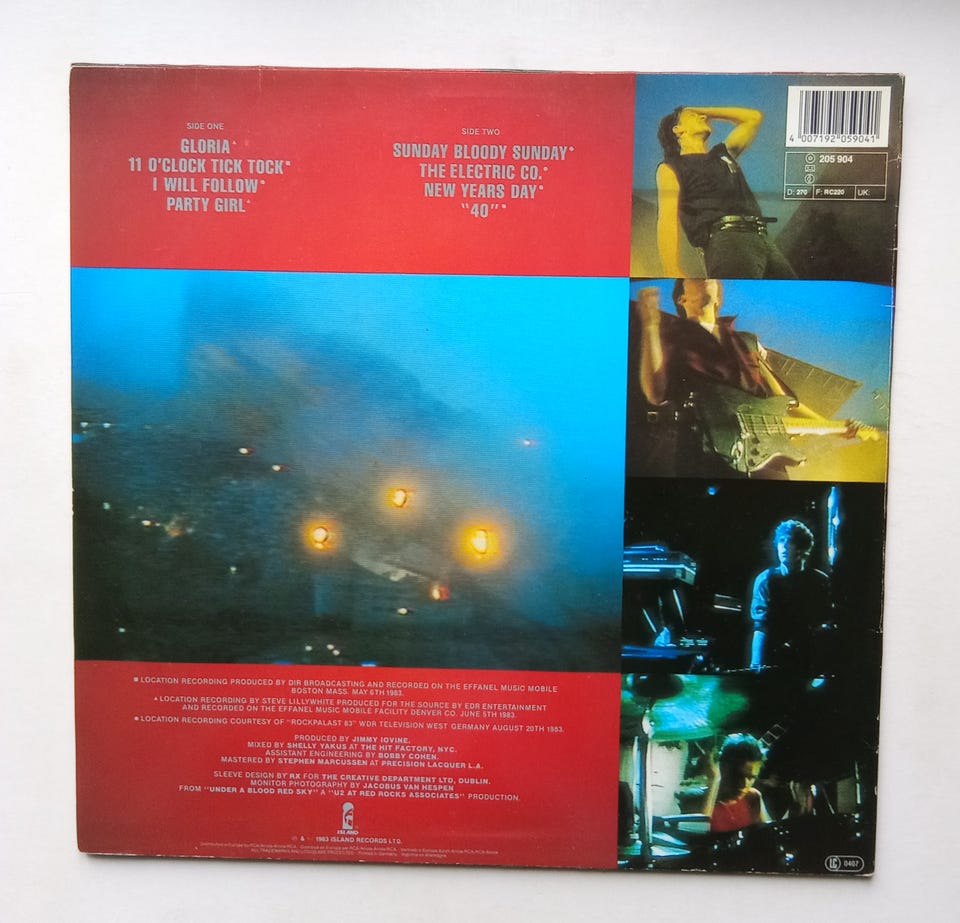 SIDE ONE
GLORIA▲
11 O'CLOCK TICK TOCK■
I WILL FOLLOW●
PARTY GIRL▲
SIDE TWO
SUNDAY BLOODY SUNDAY●
THE ELECTRIC CO.●
NEW YEARS DAY●
"40"●
4 007192 059041
205 904
D: 270 F: RC220 UK:
■ LOCATION RECORDING PRODUCED BY DIR BROADCASTING AND RECORDED ON THE EFFANEL MUSIC MOBILE
BOSTON MASS. MAY 6TH 1983.
▲ LOCATION RECORDING BY STEVE LILLYWHITE PRODUCED FOR THE SOURCE BY EDR ENTERTAINMENT
AND RECORDED ON THE EFFANEL MUSIC MOBILE FACILITY DENVER CO. JUNE 5TH 1983.
● LOCATION RECORDING COURTESY OF "ROCKPALAST 83" WDR TELEVISION WEST GERMANY AUGUST 20TH 1983.
PRODUCED BY JIMMY IOVINE.
MIXED BY SHELLY YAKUS AT THE HIT FACTORY, NYC.
ASSISTANT ENGINEERING BY BOBBY COHEN.
MASTERED BY STEPHEN MARCUSSEN AT PRECISION LACQUER L.A.
SLEEVE DESIGN BY RX FOR THE CREATIVE DEPARTMENT LTD, DUBLIN.
MONITOR PHOTOGRAPHY BY JACOBUS VAN HESPEN
FROM "UNDER A BLOOD RED SKY" A "U2 AT RED ROCKS ASSOCIATES" PRODUCTION.
ISLAND
℗ & © 1983 ISLAND RECORDS LTD.
LC 0407